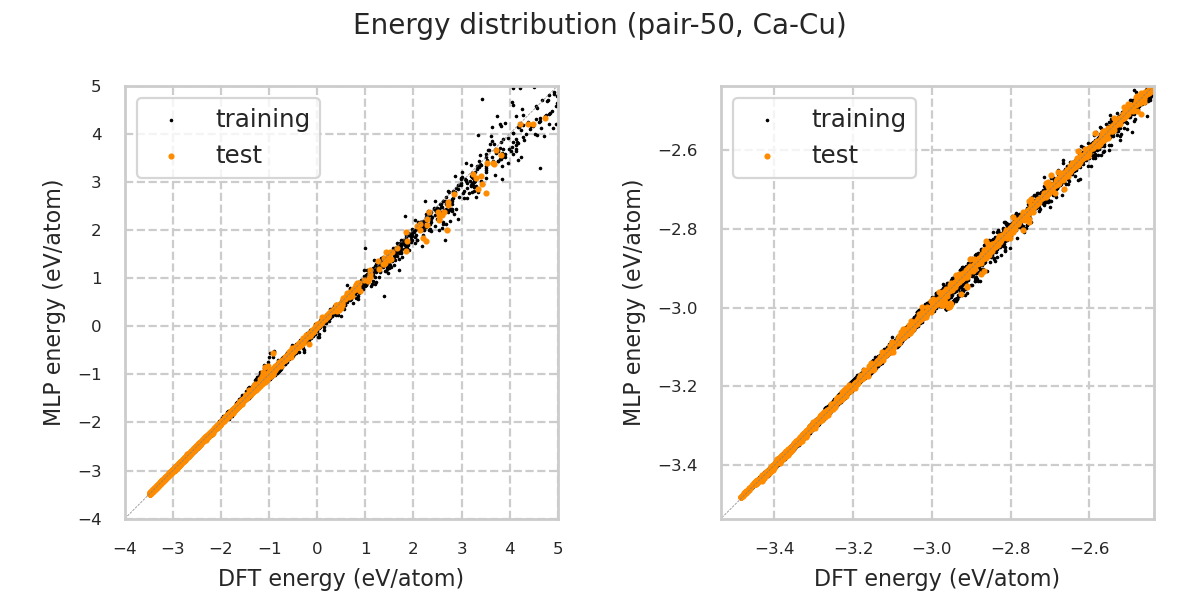 Energy distribution (pair-50, Ca-Cu)
training
test
MLP energy (eV/atom)
5
4
3
2
1
0
−1
−2
−3
−4
−4 −3 −2 −1 0 1 2 3 4 5
DFT energy (eV/atom)
training
test
MLP energy (eV/atom)
−2.6
−2.8
−3.0
−3.2
−3.4
−3.4 −3.2 −3.0 −2.8 −2.6
DFT energy (eV/atom)